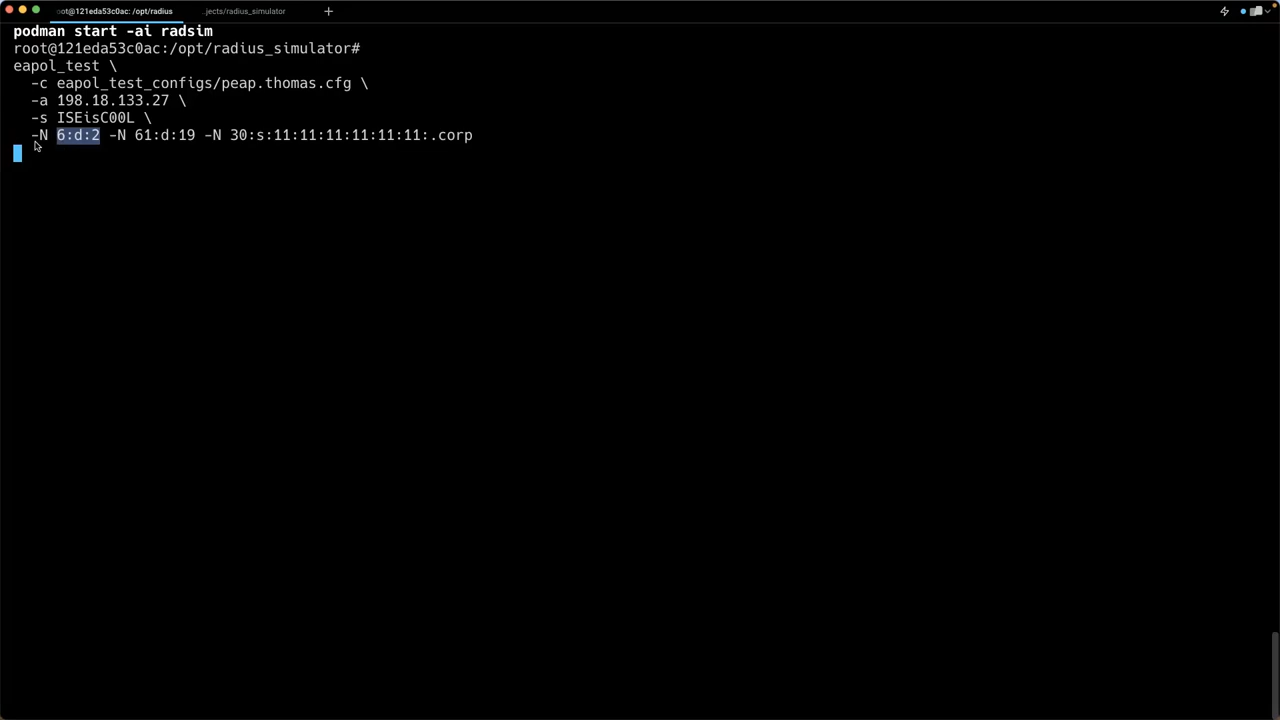 oot@121eda53c0ac: /opt/radius
..jects/radius_simulator
+
podman start -ai radsim
root@121eda53c0ac:/opt/radius_simulator#
eapol_test \
-c eapol_test_configs/peap.thomas.cfg \
-a 198.18.133.27 \
-s ISEisC00L \
-N 6:d:2 -N 61:d:19 -N 30:s:11:11:11:11:11:11:.corp